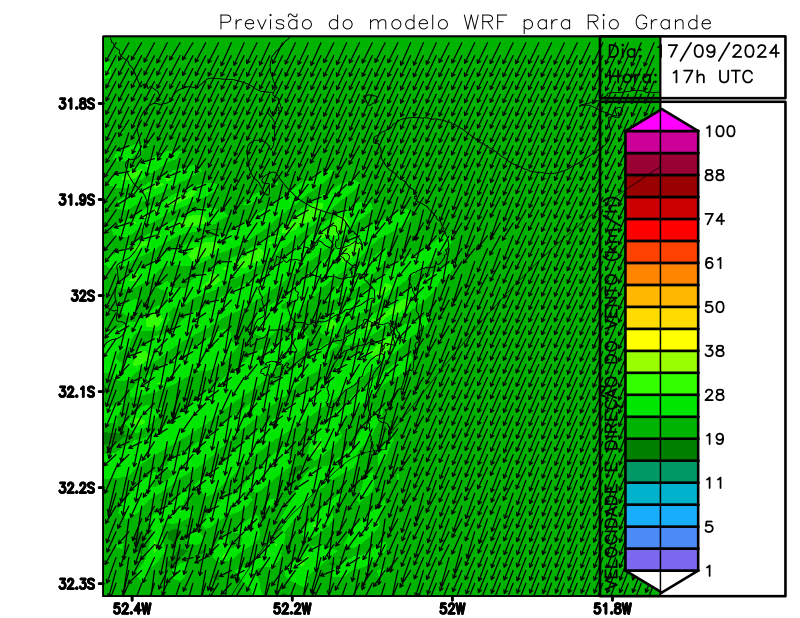 Previsão do modelo WRF para Rio Grande
Dia: 17/09/2024
Hora: 17h UTC
31.8S
31.9S
32S
32.1S
32.2S
32.3S
52.4W
52.2W
52W
51.8W
VELOCIDADE E DIREÇÃO DO VENTO (km/h)
100
88
74
61
50
38
28
19
11
5
1